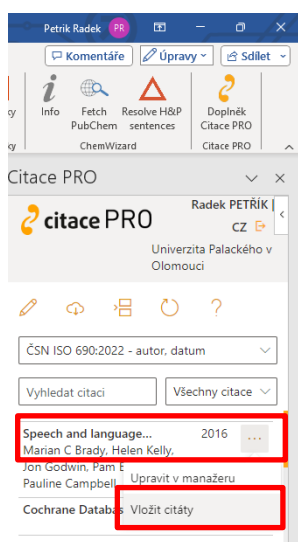 Petrik Radek PR
Komentáře Úpravy Sdílet
Info Fetch PubChem Resolve H&P sentences Doplněk Citace PRO
ky ChemWizard Citace PRO
Citace PRO
citace PRO
Radek PETŘÍK
CZ
Univerzita Palackého v
Olomouci
ČSN ISO 690:2022 - autor, datum
Vyhledat citaci Všechny citace
Speech and language... 2016 ...
Marian C Brady, Helen Kelly,
Jon Godwin, Pam E
Pauline Campbell
Upravit v manažeru
Cochrane Databas
Vložit citáty